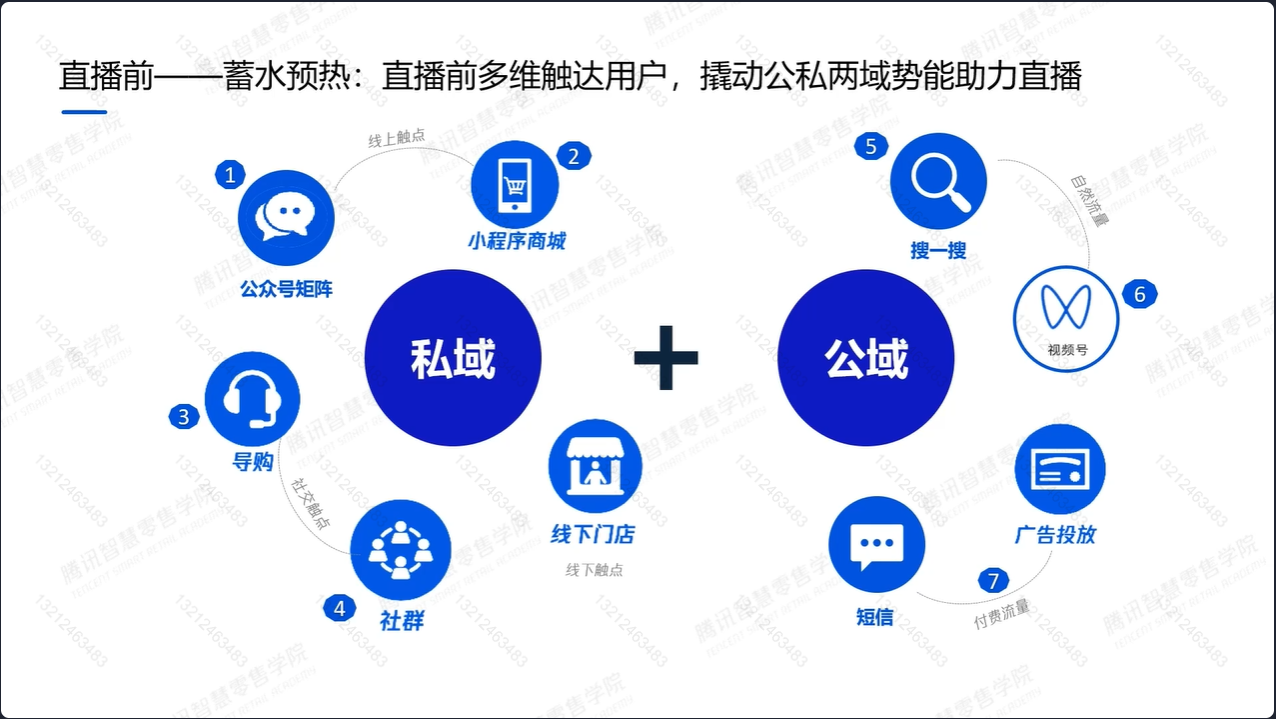 直播前——蓄水预热：直播前多维触达用户，撬动公私两域势能助力直播
线上触点
1
公众号矩阵
2
小程序商城
私域
3
导购
社交触点
4
社群
线下门店
线下触点
+
公域
5
搜一搜
自然流量
6
视频号
广告投放
7
付费流量
短信
腾讯智慧零售学院
TENCENT SMART RETAIL ACADEMY
13212463483